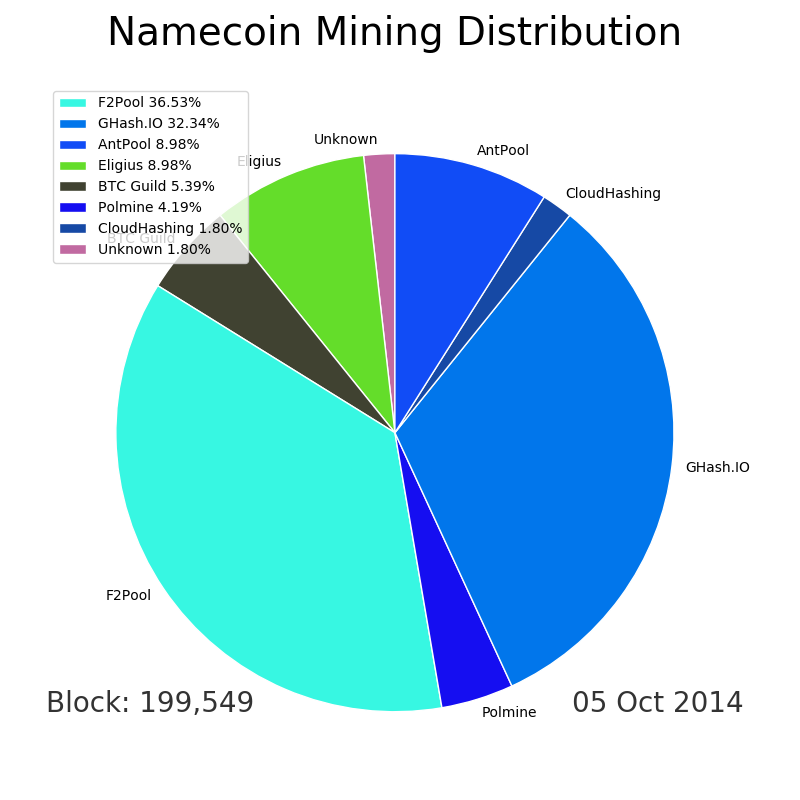 Namecoin Mining Distribution
F2Pool 36.53%
GHash.IO 32.34%
AntPool 8.98%
Eligius 8.98%
BTC Guild 5.39%
Polmine 4.19%
CloudHashing 1.80%
Unknown 1.80%
Unknown
AntPool
Eligius
CloudHashing
BTC Guild
GHash.IO
F2Pool
Polmine
Block: 199,549
05 Oct 2014